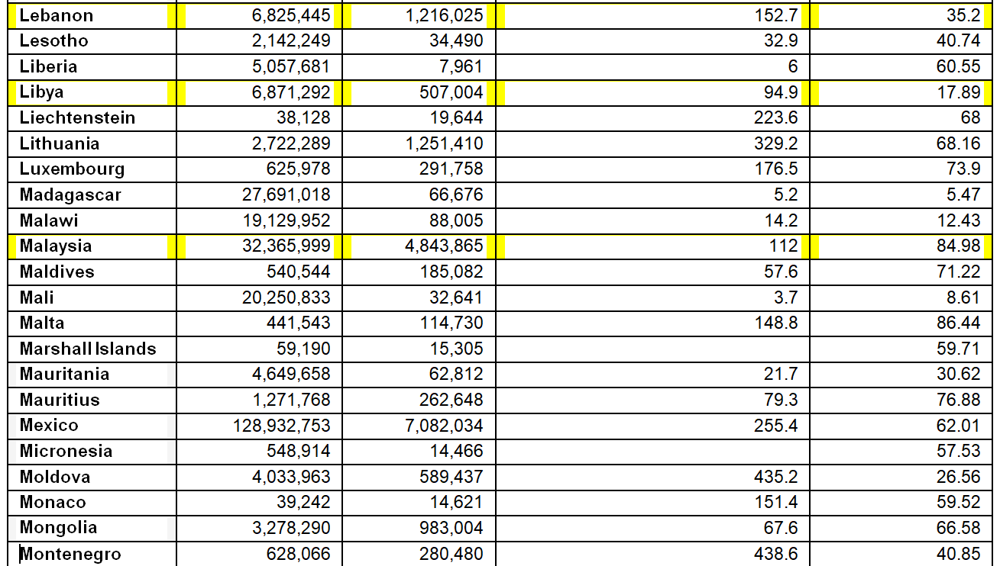 Lebanon 6,825,445 1,216,025 152.7 35.2
Lesotho 2,142,249 34,490 32.9 40.74
Liberia 5,057,681 7,961 6 60.55
Libya 6,871,292 507,004 94.9 17.89
Liechtenstein 38,128 19,644 223.6 68
Lithuania 2,722,289 1,251,410 329.2 68.16
Luxembourg 625,978 291,758 176.5 73.9
Madagascar 27,691,018 66,676 5.2 5.47
Malawi 19,129,952 88,005 14.2 12.43
Malaysia 32,365,999 4,843,865 112 84.98
Maldives 540,544 185,082 57.6 71.22
Mali 20,250,833 32,641 3.7 8.61
Malta 441,543 114,730 148.8 86.44
Marshall Islands 59,190 15,305 59.71
Mauritania 4,649,658 62,812 21.7 30.62
Mauritius 1,271,768 262,648 79.3 76.88
Mexico 128,932,753 7,082,034 255.4 62.01
Micronesia 548,914 14,466 57.53
Moldova 4,033,963 589,437 435.2 26.56
Monaco 39,242 14,621 151.4 59.52
Mongolia 3,278,290 983,004 67.6 66.58
Montenegro 628,066 280,480 438.6 40.85